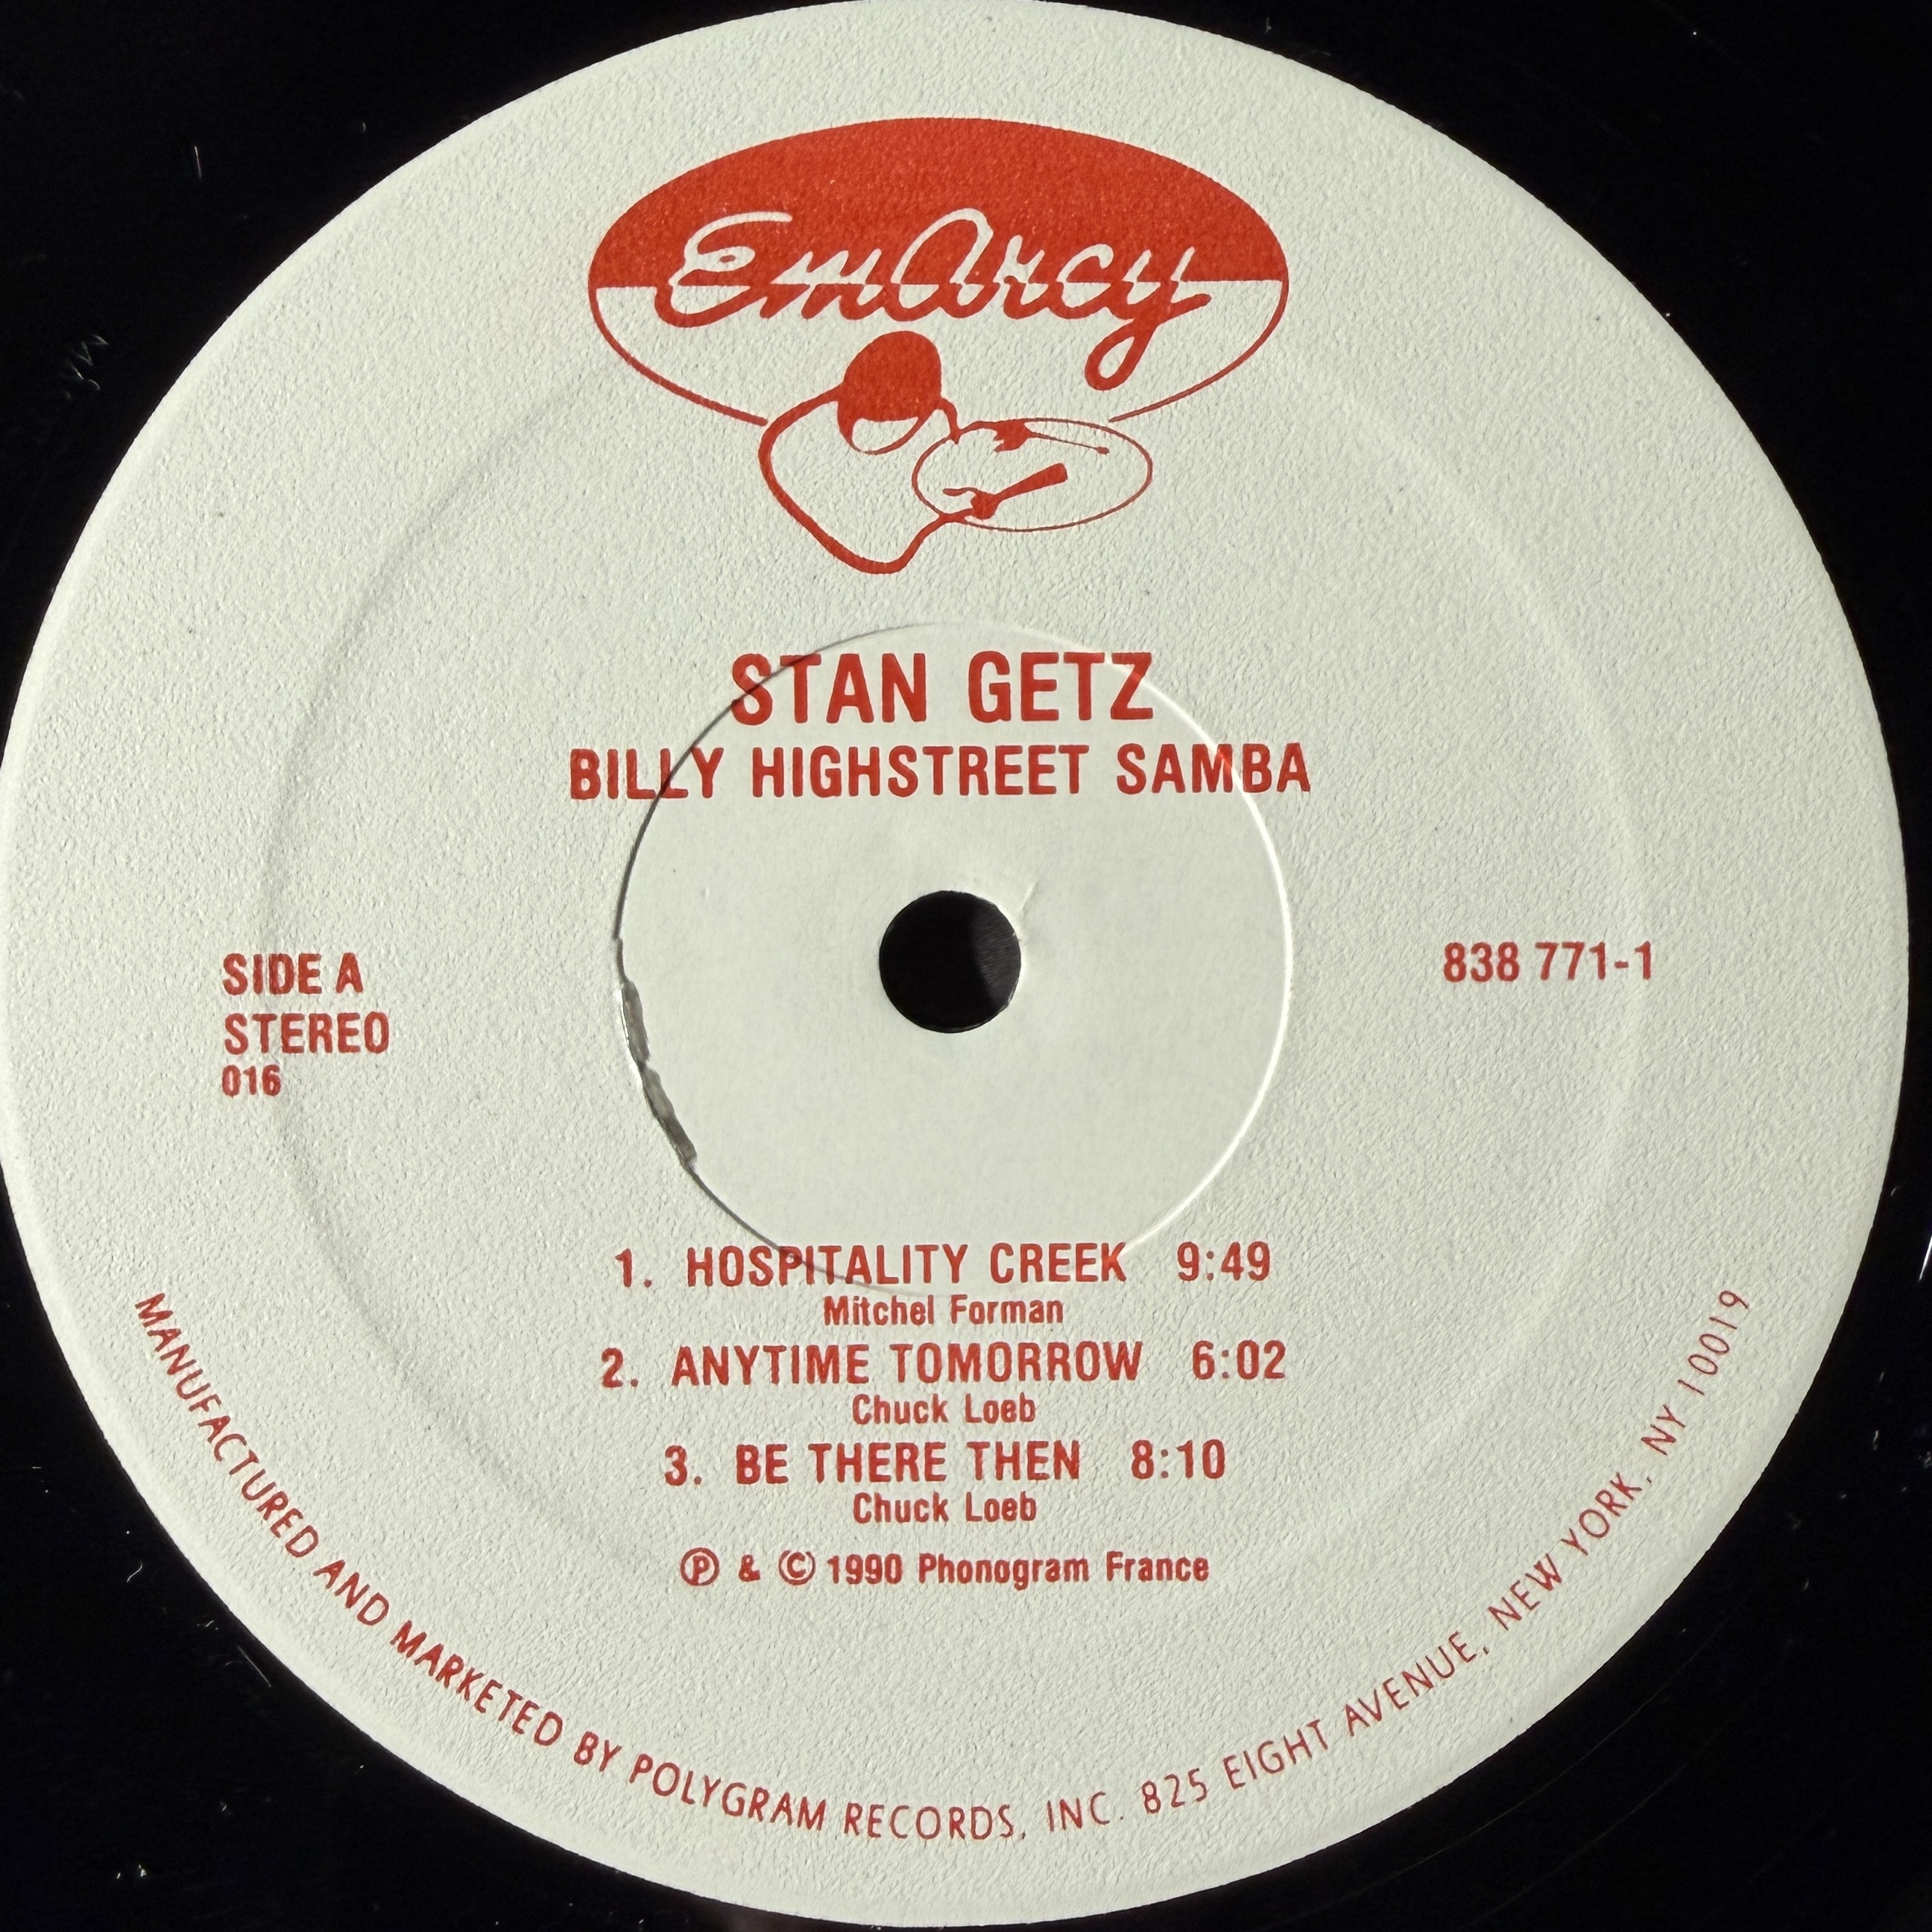 EmArcy
STAN GETZ
BILLY HIGHSTREET SAMBA
SIDE A
STEREO
016
838 771-1
1. HOSPITALITY CREEK 9:49
Mitchel Forman
2. ANYTIME TOMORROW 6:02
Chuck Loeb
3. BE THERE THEN 8:10
Chuck Loeb
Ⓟ & © 1990 Phonogram France
MANUFACTURED AND MARKETED BY POLYGRAM RECORDS, INC. 825 EIGHT AVENUE, NEW YORK, NY 10019